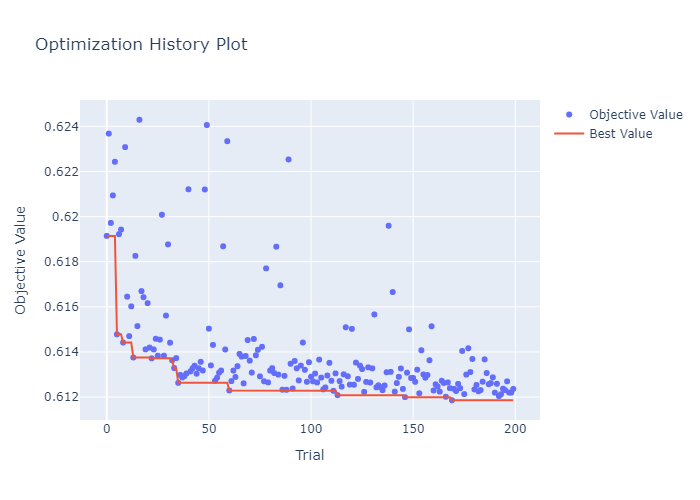 Optimization History Plot
Objective Value
Best Value
0.624
0.622
0.62
0.618
0.616
0.614
0.612
Objective Value
0
50
100
150
200
Trial